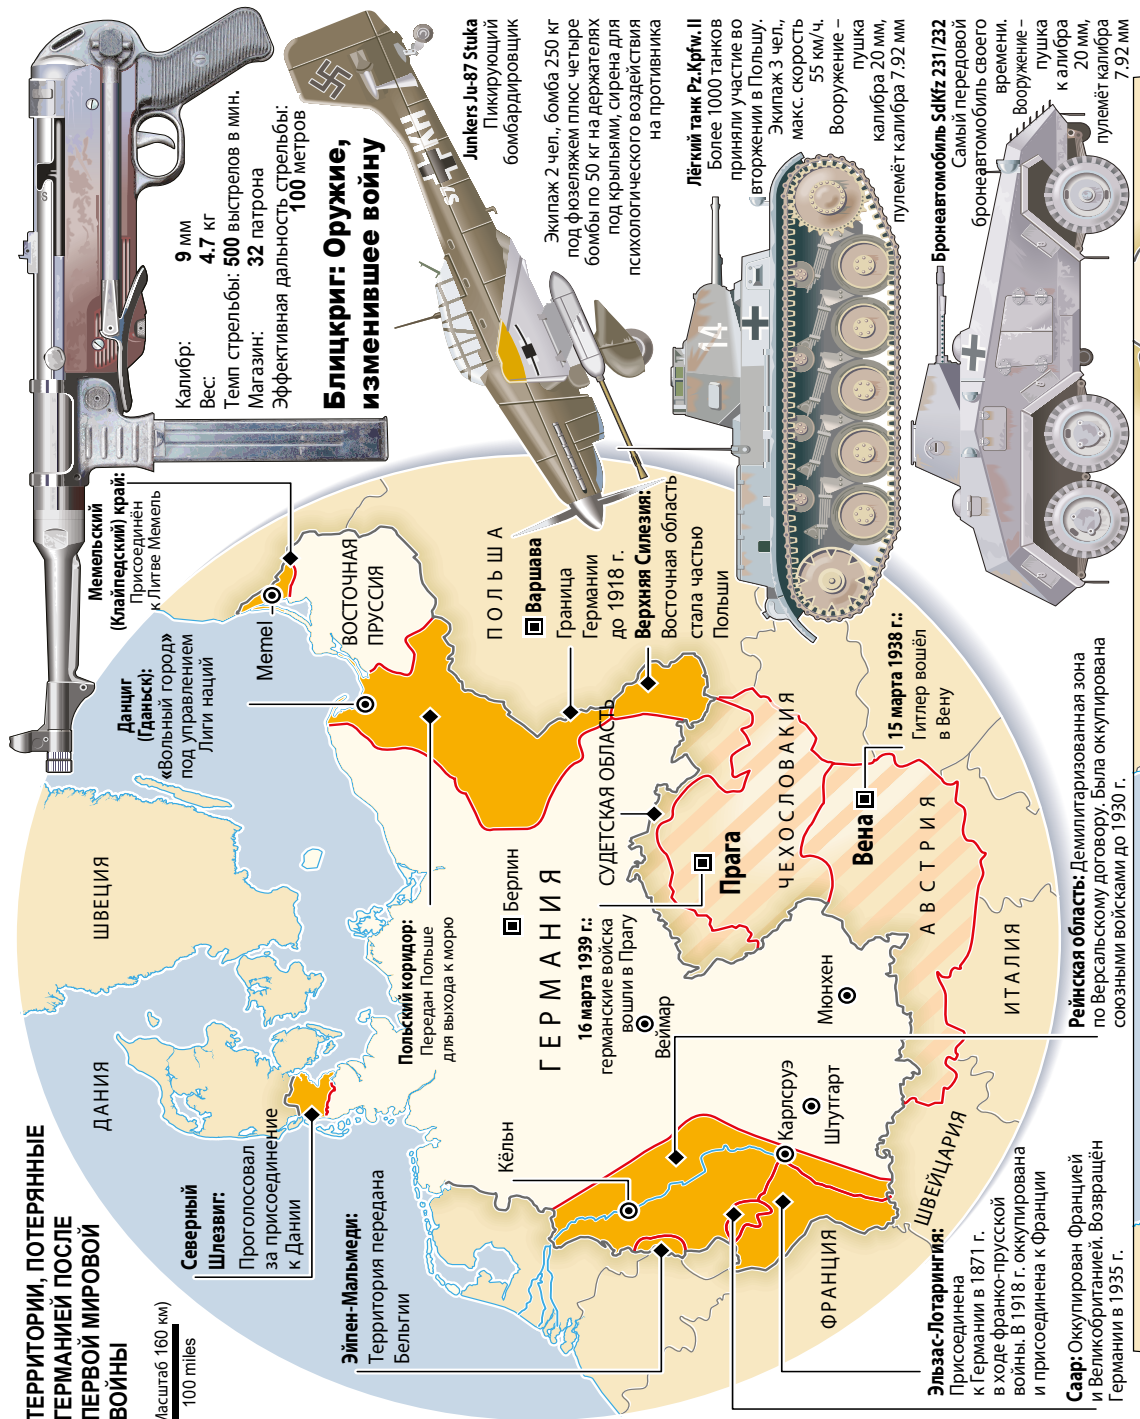 ТЕРРИТОРИИ, ПОТЕРЯННЫЕ
ГЕРМАНИЕЙ ПОСЛЕ
ПЕРВОЙ МИРОВОЙ
ВОЙНЫ
Масштаб 160 км)
100 miles
Северный
Шлезвиг:
Проголосовал
за присоединение
к Дании
Эйпен-Мальмеди:
Территория передана
Бельгии
ДАНИЯ
ШВЕЦИЯ
Данциг
(Гданьск):
«Вольный город»
под управлением
Лиги наций
Мемельский
(Клайпедский) край:
Присоединён
к Литве Мемель
Memel
ВОСТОЧНАЯ
ПРУССИЯ
Польский коридор:
Передан Польше
для выхода к морю
ПОЛЬША
Варшава
Граница
Германии
до 1918 г.
Верхняя Силезия:
Восточная область
стала частью
Польши
Берлин
ГЕРМАНИЯ
СУДЕТСКАЯ ОБЛАСТЬ
16 марта 1939 г.:
германские войска
вошли в Прагу
Веймар
Кёльн
Прага
ЧЕХОСЛОВАКИЯ
15 марта 1938 г.:
Гитлер вошёл
в Вену
Вена
АВСТРИЯ
Мюнхен
Карлсруэ
Штутгарт
ФРАНЦИЯ
ШВЕЙЦАРИЯ
ИТАЛИЯ
Эльзас-Лотарингия:
Присоединена
к Германии в 1871 г.
в ходе франко-прусской
войны. В 1918 г. оккупирована
и присоединена к Франции
Саар: Оккупирован Францией
и Великобританией. Возвращён
Германии в 1935 г.
Рейнская область: Демилитаризованная зона
по Версальскому договору. Была оккупирована
союзными войсками до 1930 г.
Калибр: 9 мм
Вес: 4.7 кг
Темп стрельбы: 500 выстрелов в мин.
Магазин: 32 патрона
Эффективная дальность стрельбы:
100 метров
Блицкриг: Оружие,
изменившее войну
Junkers Ju-87 Stuka
Пикирующий
бомбардировщик
Экипаж 2 чел., бомба 250 кг
под фюзеляжем плюс четыре
бомбы по 50 кг на держателях
под крыльями, сирена для
психологического воздействия
на противника
Лёгкий танк Pz.Kpfw. II
Более 1000 танков
приняли участие во
вторжении в Польшу.
Экипаж 3 чел.,
макс. скорость
55 км/ч.
Вооружение –
пушка
калибра 20 мм,
пулемёт калибра 7.92 мм
14
Бронеавтомобиль SdKfz 231/232
Самый передовой
бронеавтомобиль своего
времени.
Вооружение –
пушка
калибра
20 мм,
пулемёт калибра
7.92 мм